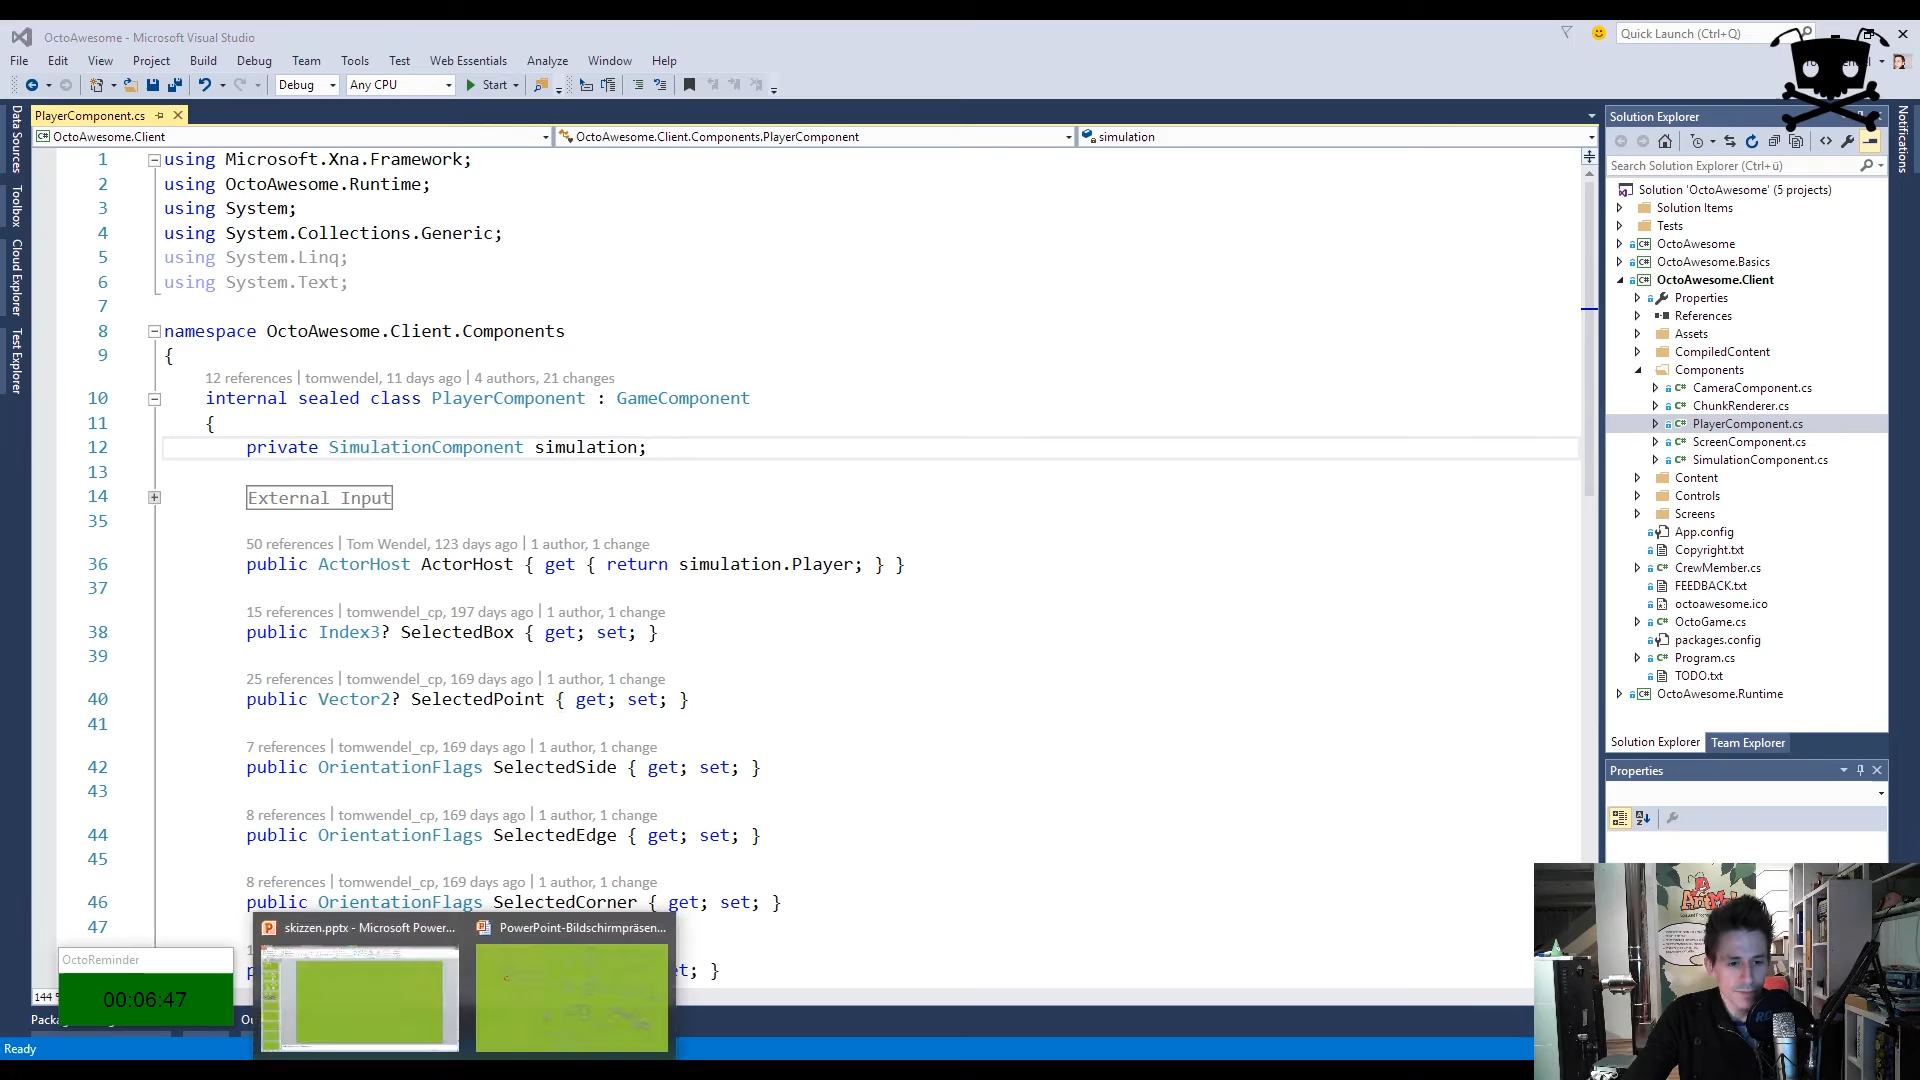 OctoAwesome - Microsoft Visual Studio
Quick Launch (Ctrl+Q)
File Edit View Project Build Debug Team Tools Test Web Essentials Analyze Window Help
Debug Any CPU Start
PlayerComponent.cs
OctoAwesome.Client OctoAwesome.Client.Components.PlayerComponent simulation
Data Sources
Toolbox
Cloud Explorer
Test Explorer
1 using Microsoft.Xna.Framework;
2 using OctoAwesome.Runtime;
3 using System;
4 using System.Collections.Generic;
5 using System.Linq;
6 using System.Text;
7
8 namespace OctoAwesome.Client.Components
9 {
12 references | tomwendel, 11 days ago | 4 authors, 21 changes
10 internal sealed class PlayerComponent : GameComponent
11 {
12 private SimulationComponent simulation;
13
14 External Input
35
50 references | Tom Wendel, 123 days ago | 1 author, 1 change
36 public ActorHost ActorHost { get { return simulation.Player; } }
37
15 references | tomwendel_cp, 197 days ago | 1 author, 1 change
38 public Index3? SelectedBox { get; set; }
39
25 references | tomwendel_cp, 169 days ago | 1 author, 1 change
40 public Vector2? SelectedPoint { get; set; }
41
7 references | tomwendel_cp, 169 days ago | 1 author, 1 change
42 public OrientationFlags SelectedSide { get; set; }
43
8 references | tomwendel_cp, 169 days ago | 1 author, 1 change
44 public OrientationFlags SelectedEdge { get; set; }
45
8 references | tomwendel_cp, 169 days ago | 1 author, 1 change
46 public OrientationFlags SelectedCorner { get; set; }
47
et; }
144 %
skizzen.pptx - Microsoft Power...
PowerPoint-Bildschirmpräsen...
OctoReminder
00:06:47
Ready
Solution Explorer
Search Solution Explorer (Ctrl+ü)
Solution 'OctoAwesome' (5 projects)
Solution Items
Tests
OctoAwesome
OctoAwesome.Basics
OctoAwesome.Client
Properties
References
Assets
CompiledContent
Components
CameraComponent.cs
ChunkRenderer.cs
PlayerComponent.cs
ScreenComponent.cs
SimulationComponent.cs
Content
Controls
Screens
App.config
Copyright.txt
CrewMember.cs
FEEDBACK.txt
octoawesome.ico
OctoGame.cs
packages.config
Program.cs
TODO.txt
OctoAwesome.Runtime
Solution Explorer Team Explorer
Properties
Notifications